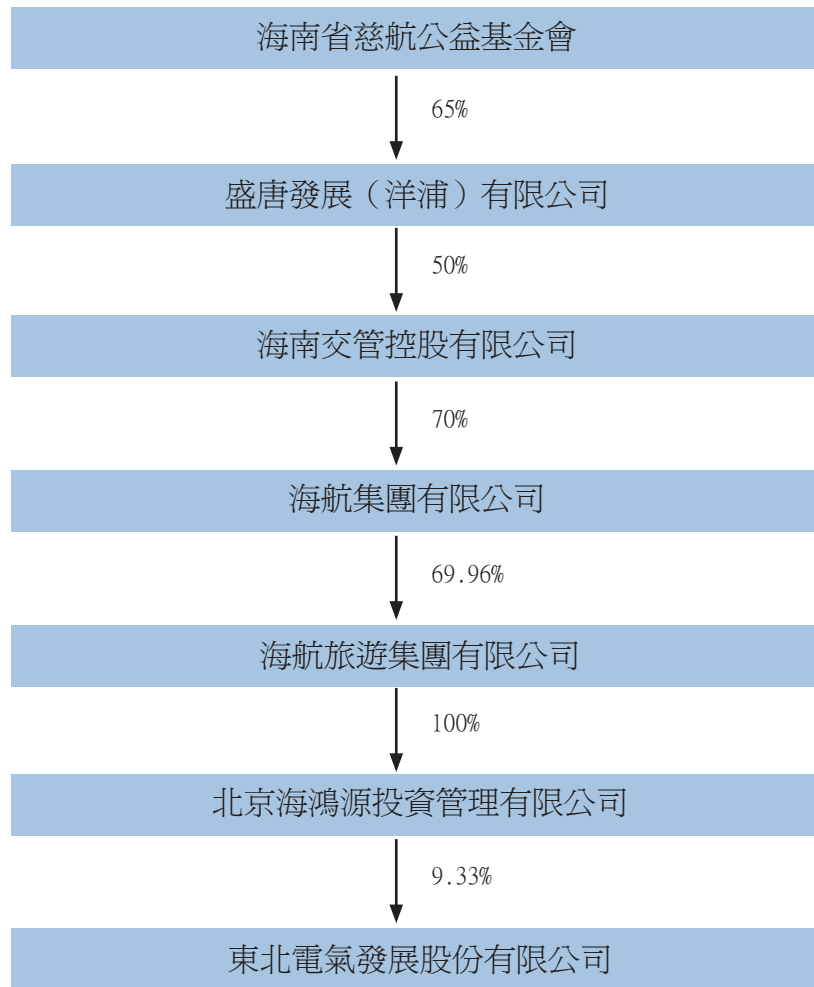 海南省慈航公益基金會
65%
盛唐發展（洋浦）有限公司
50%
海南交管控股有限公司
70%
海航集團有限公司
69.96%
海航旅遊集團有限公司
100%
北京海鴻源投資管理有限公司
9.33%
東北電氣發展股份有限公司